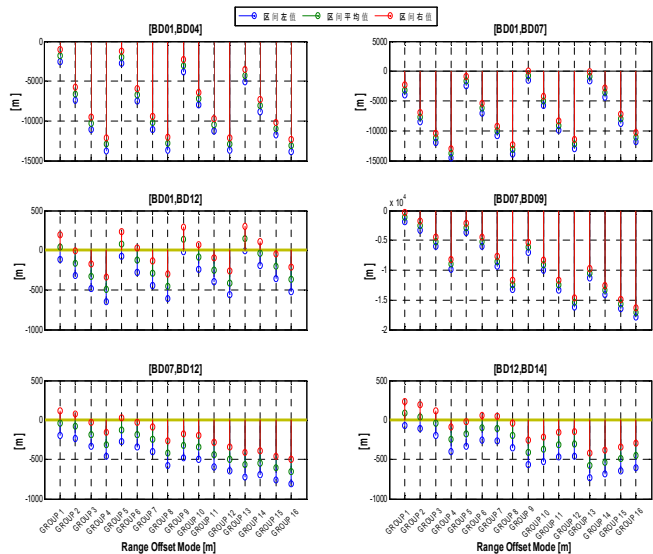 区间左值 区间平均值 区间右值
[BD01,BD04]
[BD01,BD07]
0
-5000
-10000
-15000
[m]
5000
0
-5000
-10000
-15000
[m]
[BD01,BD12]
[BD07,BD09]
500
0
-500
-1000
[m]
x 10⁴
0
-0.5
-1
-1.5
-2
[m]
[BD07,BD12]
[BD12,BD14]
500
0
-500
-1000
[m]
500
0
-500
-1000
[m]
GROUP 1 GROUP 2 GROUP 3 GROUP 4 GROUP 5 GROUP 6 GROUP 7 GROUP 8 GROUP 9 GROUP 10 GROUP 11 GROUP 12 GROUP 13 GROUP 14 GROUP 15 GROUP 16
GROUP 1 GROUP 2 GROUP 3 GROUP 4 GROUP 5 GROUP 6 GROUP 7 GROUP 8 GROUP 9 GROUP 10 GROUP 11 GROUP 12 GROUP 13 GROUP 14 GROUP 15 GROUP 16
Range Offset Mode [m]
Range Offset Mode [m]